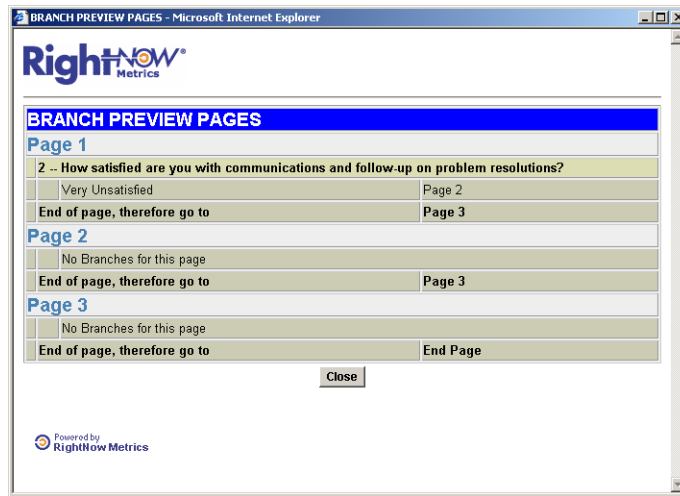 BRANCH PREVIEW PAGES - Microsoft Internet Explorer
RightNOW®
Metrics
BRANCH PREVIEW PAGES
Page 1
2 -- How satisfied are you with communications and follow-up on problem resolutions?
Very Unsatisfied Page 2
End of page, therefore go to Page 3
Page 2
No Branches for this page
End of page, therefore go to Page 3
Page 3
No Branches for this page
End of page, therefore go to End Page
Close
Powered by
RightNow Metrics